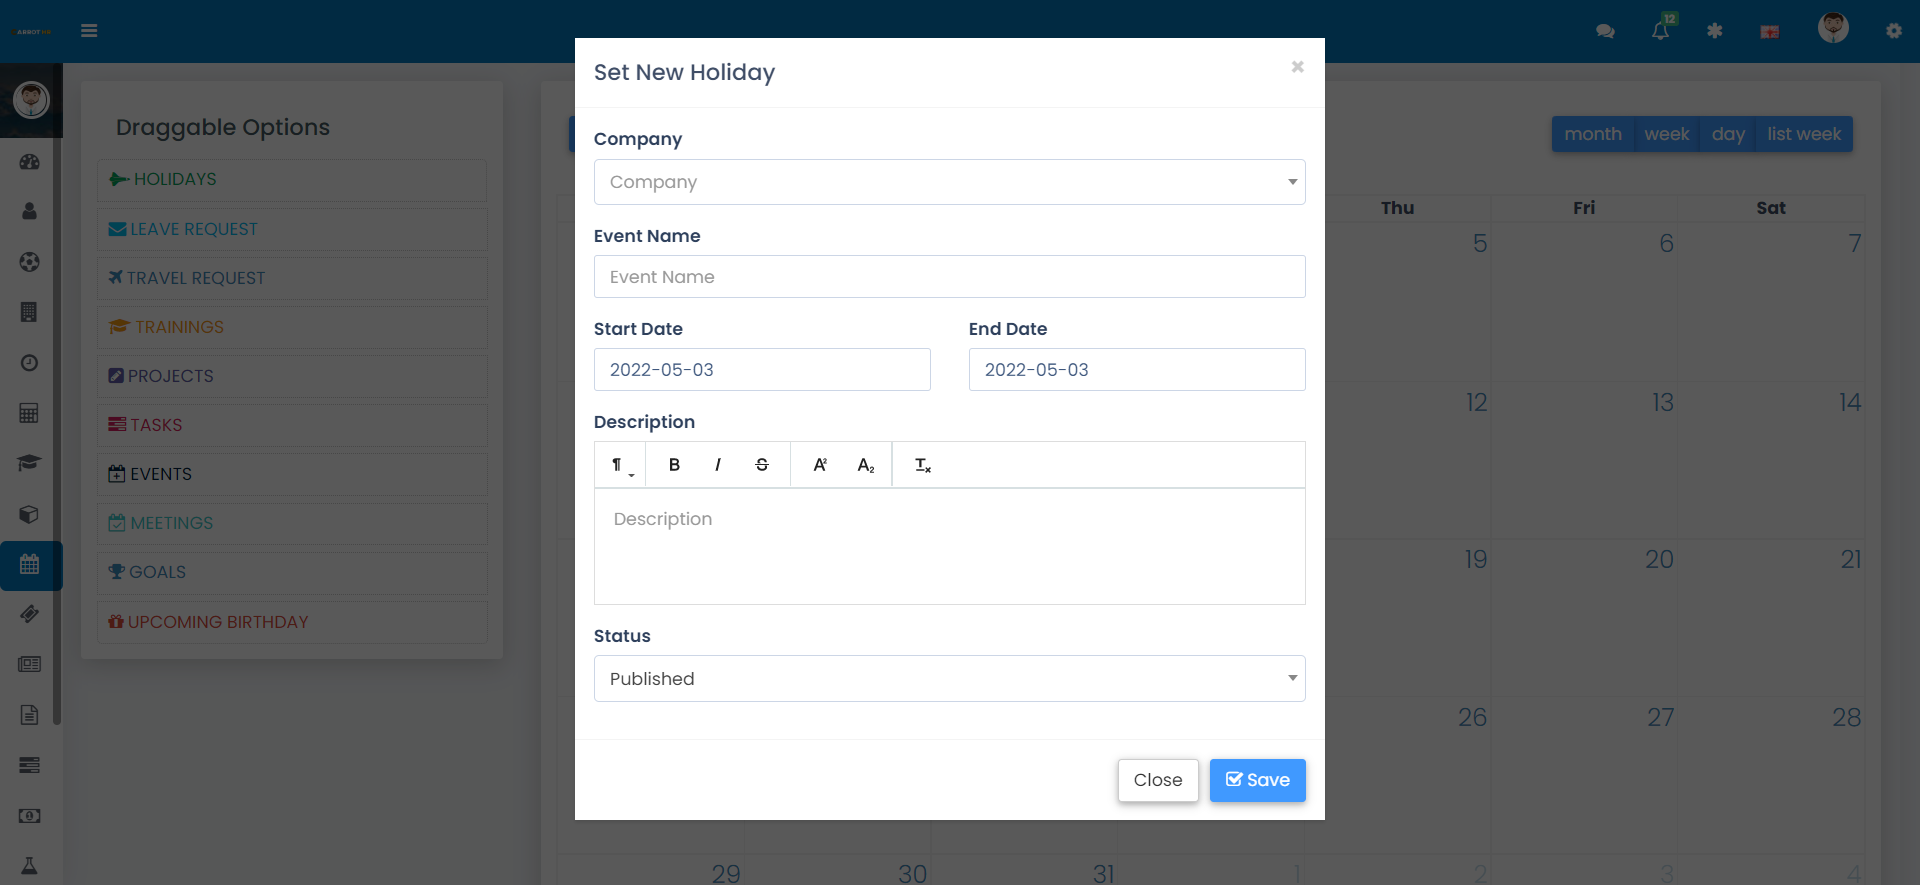 ARROT HR
12
Set New Holiday
×
Draggable Options
HOLIDAYS
LEAVE REQUEST
TRAVEL REQUEST
TRAININGS
PROJECTS
TASKS
EVENTS
MEETINGS
GOALS
UPCOMING BIRTHDAY
Company
Company
Event Name
Event Name
Start Date End Date
2022-05-03 2022-05-03
Description
¶ B I S A² A₂ Tx
Description
Status
Published
Close Save
month week day list week
Thu Fri Sat
5 6 7
12 13 14
19 20 21
26 27 28
29 30 31 1 2 3 4